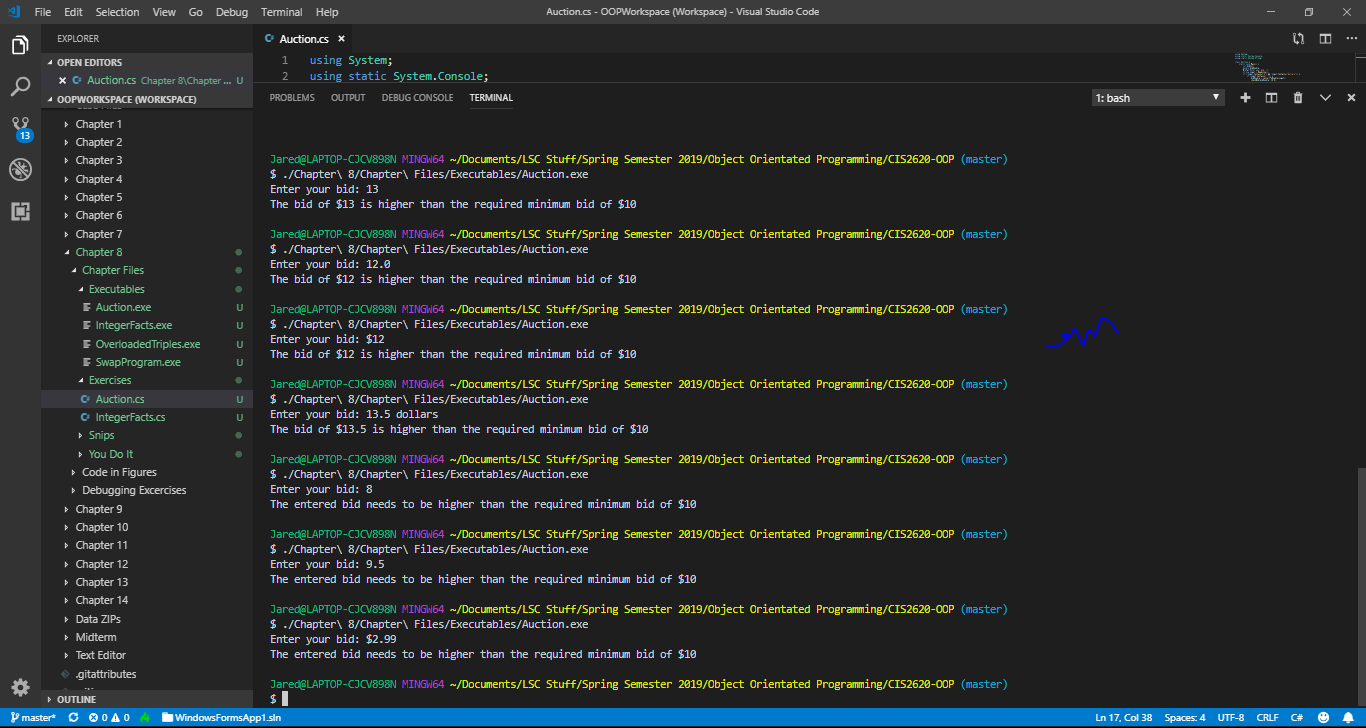 File Edit Selection View Go Debug Terminal Help
Auction.cs - OOPWorkspace (Workspace) - Visual Studio Code
EXPLORER
OPEN EDITORS
Auction.cs Chapter 8\Chapter ... U
OOPWORKSPACE (WORKSPACE)
Chapter 1
Chapter 2
Chapter 3
Chapter 4
Chapter 5
Chapter 6
Chapter 7
Chapter 8
Chapter Files
Executables
Auction.exe U
IntegerFacts.exe U
OverloadedTriples.exe U
SwapProgram.exe U
Exercises
Auction.cs U
IntegerFacts.cs U
Snips
You Do It
Code in Figures
Debugging Excercises
Chapter 9
Chapter 10
Chapter 11
Chapter 12
Chapter 13
Chapter 14
Data ZIPs
Midterm
Text Editor
.gitattributes
OUTLINE
13
Auction.cs
1 using System;
2 using static System.Console;
PROBLEMS OUTPUT DEBUG CONSOLE TERMINAL
1: bash
Jared@LAPTOP-CJCV898N MINGW64 ~/Documents/LSC Stuff/Spring Semester 2019/Object Orientated Programming/CIS2620-OOP (master)
$ ./Chapter\ 8/Chapter\ Files/Executables/Auction.exe
Enter your bid: 13
The bid of $13 is higher than the required minimum bid of $10
Jared@LAPTOP-CJCV898N MINGW64 ~/Documents/LSC Stuff/Spring Semester 2019/Object Orientated Programming/CIS2620-OOP (master)
$ ./Chapter\ 8/Chapter\ Files/Executables/Auction.exe
Enter your bid: 12.0
The bid of $12 is higher than the required minimum bid of $10
Jared@LAPTOP-CJCV898N MINGW64 ~/Documents/LSC Stuff/Spring Semester 2019/Object Orientated Programming/CIS2620-OOP (master)
$ ./Chapter\ 8/Chapter\ Files/Executables/Auction.exe
Enter your bid: $12
The bid of $12 is higher than the required minimum bid of $10
Jared@LAPTOP-CJCV898N MINGW64 ~/Documents/LSC Stuff/Spring Semester 2019/Object Orientated Programming/CIS2620-OOP (master)
$ ./Chapter\ 8/Chapter\ Files/Executables/Auction.exe
Enter your bid: 13.5 dollars
The bid of $13.5 is higher than the required minimum bid of $10
Jared@LAPTOP-CJCV898N MINGW64 ~/Documents/LSC Stuff/Spring Semester 2019/Object Orientated Programming/CIS2620-OOP (master)
$ ./Chapter\ 8/Chapter\ Files/Executables/Auction.exe
Enter your bid: 8
The entered bid needs to be higher than the required minimum bid of $10
Jared@LAPTOP-CJCV898N MINGW64 ~/Documents/LSC Stuff/Spring Semester 2019/Object Orientated Programming/CIS2620-OOP (master)
$ ./Chapter\ 8/Chapter\ Files/Executables/Auction.exe
Enter your bid: 9.5
The entered bid needs to be higher than the required minimum bid of $10
Jared@LAPTOP-CJCV898N MINGW64 ~/Documents/LSC Stuff/Spring Semester 2019/Object Orientated Programming/CIS2620-OOP (master)
$ ./Chapter\ 8/Chapter\ Files/Executables/Auction.exe
Enter your bid: $2.99
The entered bid needs to be higher than the required minimum bid of $10
Jared@LAPTOP-CJCV898N MINGW64 ~/Documents/LSC Stuff/Spring Semester 2019/Object Orientated Programming/CIS2620-OOP (master)
$
master* 0 0 WindowsFormsApp1.sln
Ln 17, Col 38 Spaces: 4 UTF-8 CRLF C#